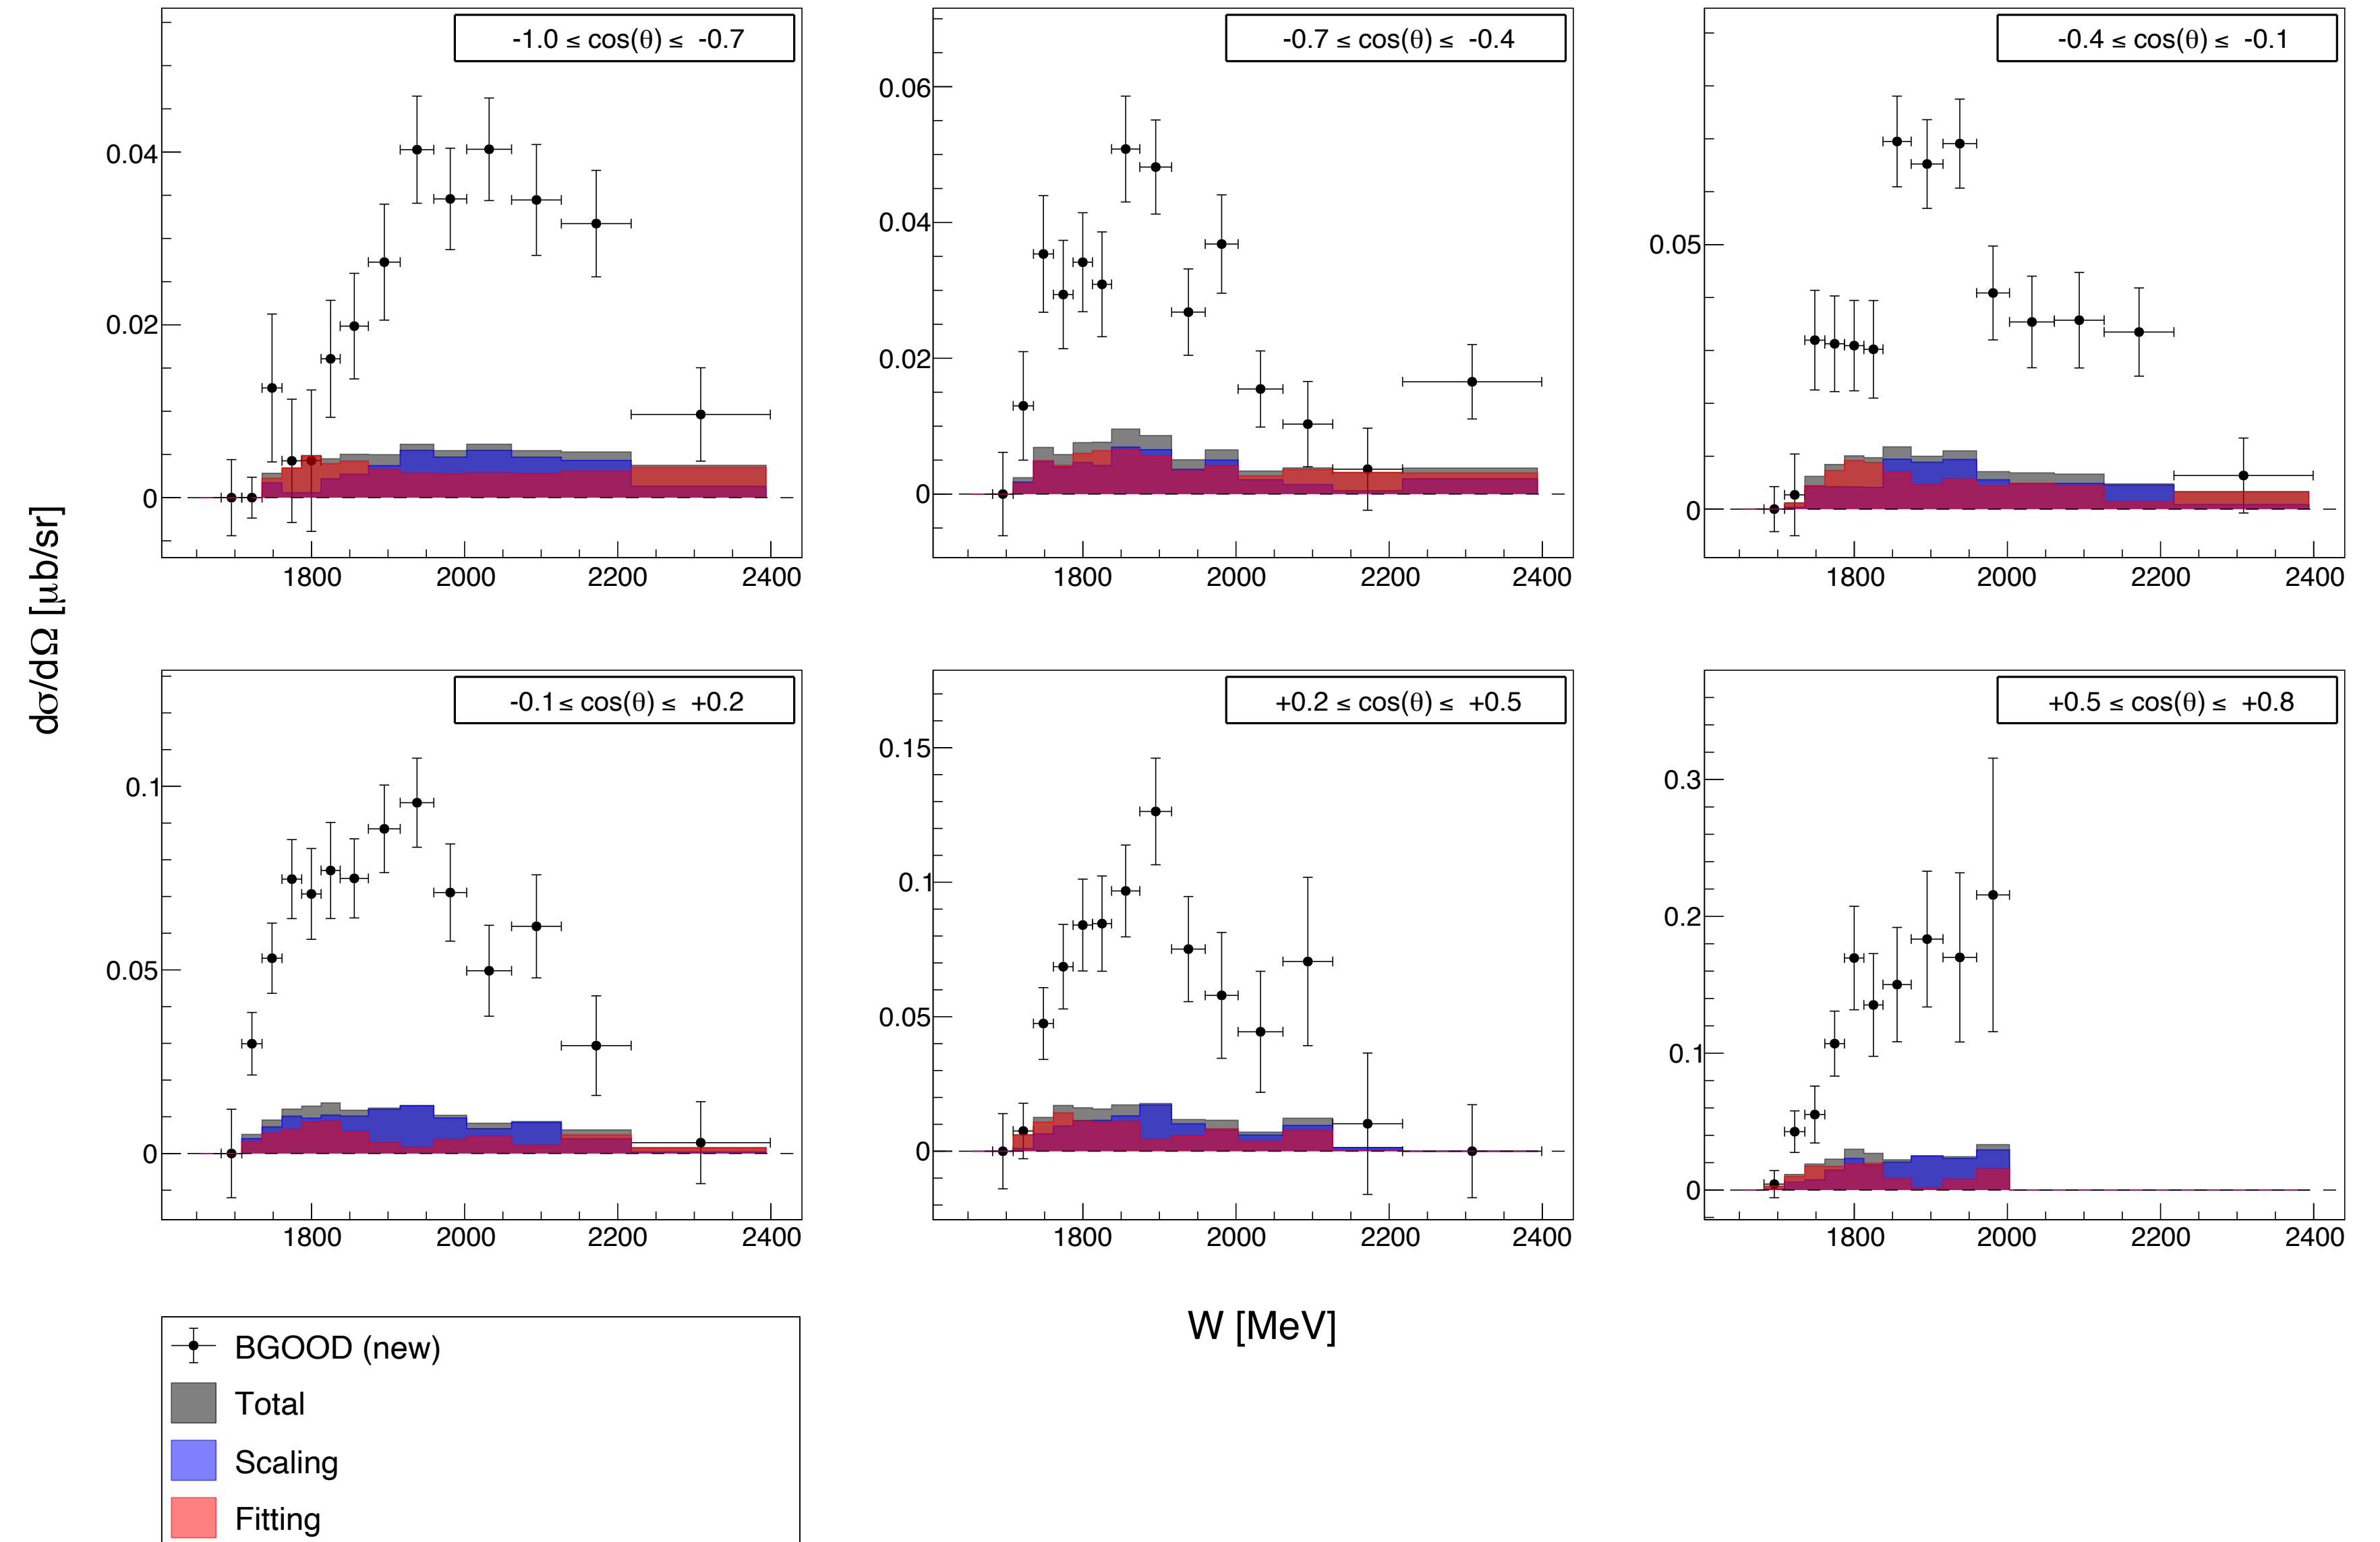 -1.0 ≤ cos(θ) ≤ -0.7
0.04
0.02
0
1800 2000 2200 2400
-0.7 ≤ cos(θ) ≤ -0.4
0.06
0.04
0.02
0
1800 2000 2200 2400
-0.4 ≤ cos(θ) ≤ -0.1
0.05
0
1800 2000 2200 2400
dσ/dΩ [μb/sr]
-0.1 ≤ cos(θ) ≤ +0.2
0.1
0.05
0
1800 2000 2200 2400
+0.2 ≤ cos(θ) ≤ +0.5
0.15
0.1
0.05
0
1800 2000 2200 2400
+0.5 ≤ cos(θ) ≤ +0.8
0.3
0.2
0.1
0
1800 2000 2200 2400
W [MeV]
BGOOD (new)
Total
Scaling
Fitting